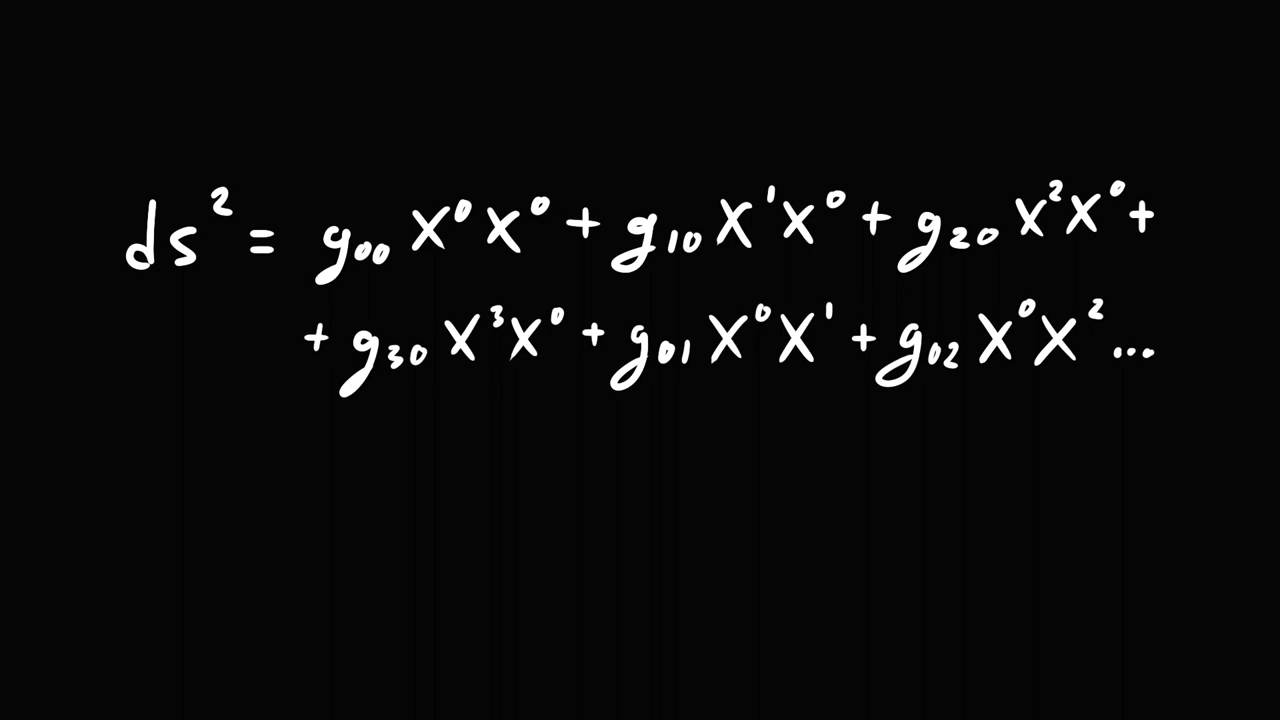 ds² = g₀₀ X⁰X⁰ + g₁₀ X¹X⁰ + g₂₀ X²X⁰ +
+ g₃₀ X³X⁰ + g₀₁ X⁰X¹ + g₀₂ X⁰X² ...